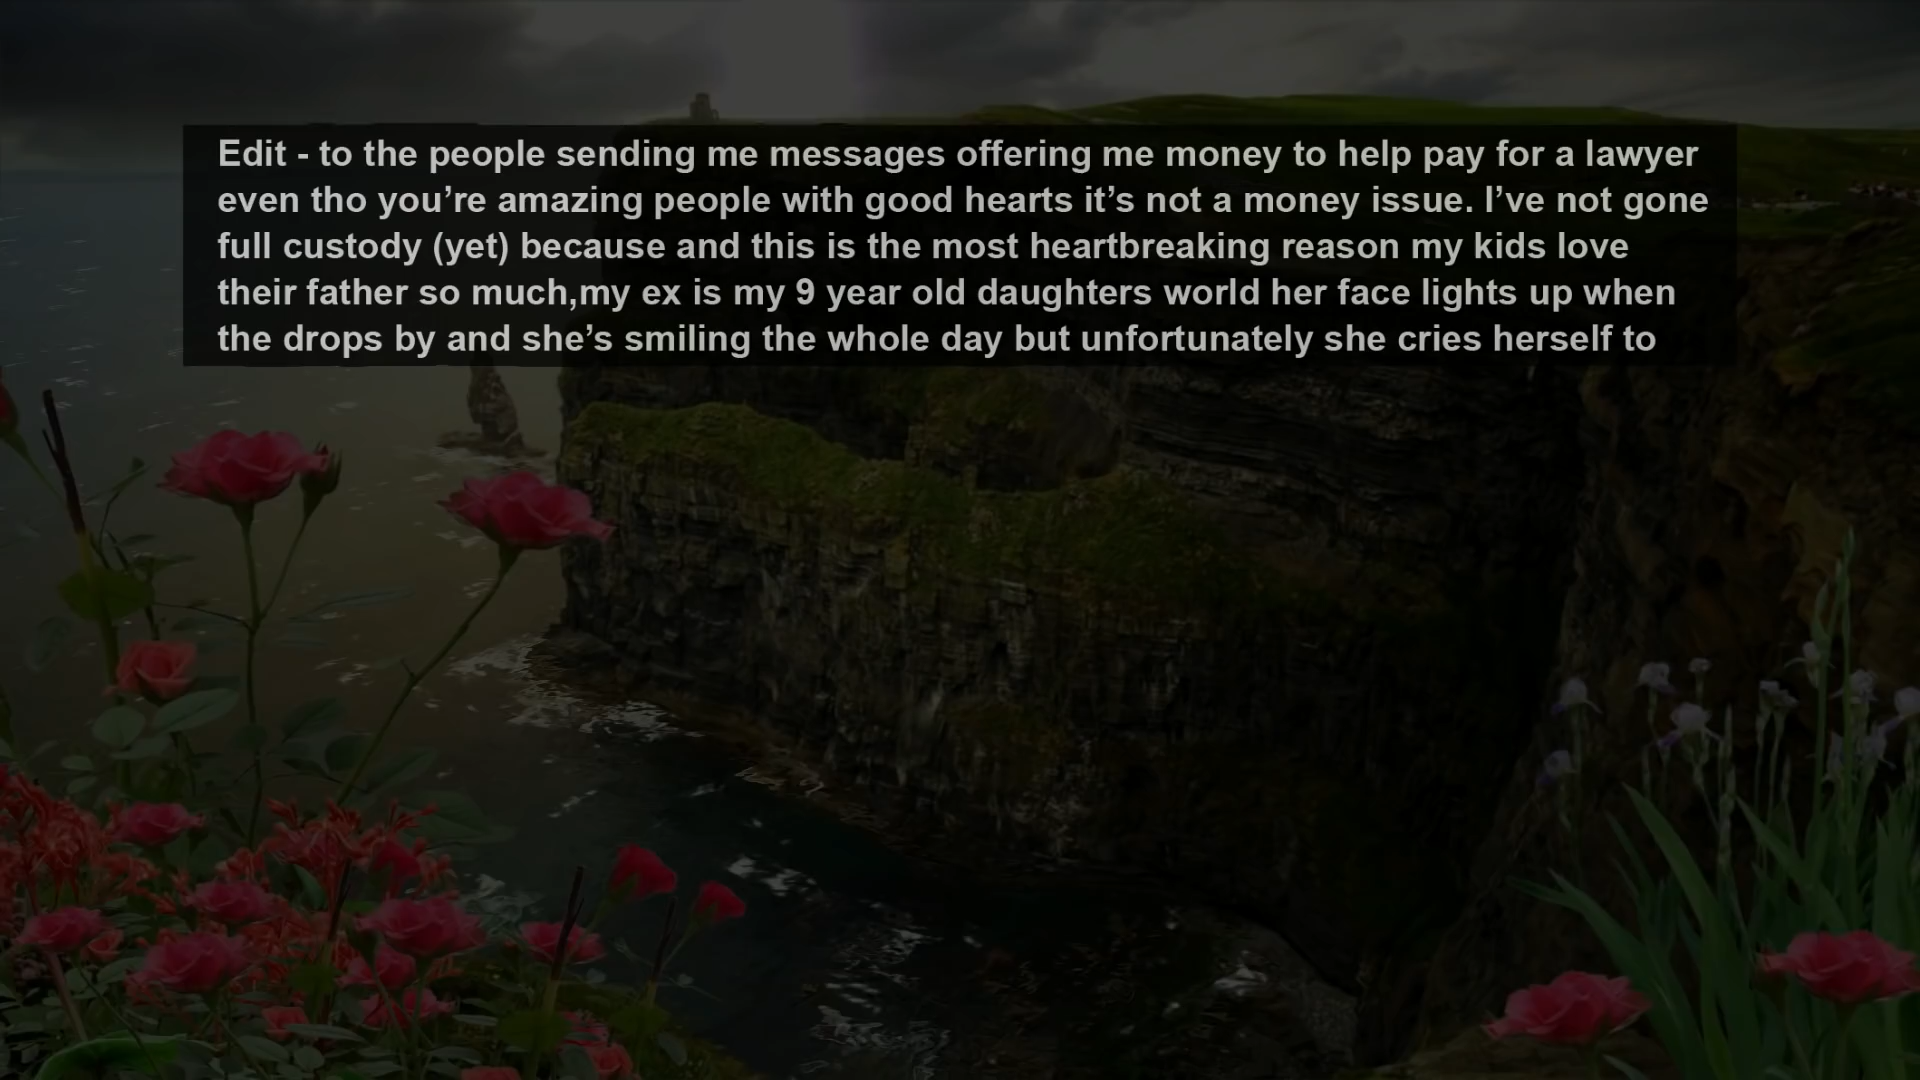 Edit - to the people sending me messages offering me money to help pay for a lawyer
even tho you’re amazing people with good hearts it’s not a money issue. I’ve not gone
full custody (yet) because and this is the most heartbreaking reason my kids love
their father so much,my ex is my 9 year old daughters world her face lights up when
the drops by and she’s smiling the whole day but unfortunately she cries herself to